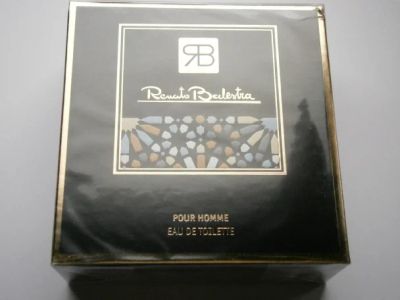 RB
Renato Balestra
POUR HOMME
EAU DE TOILETTE